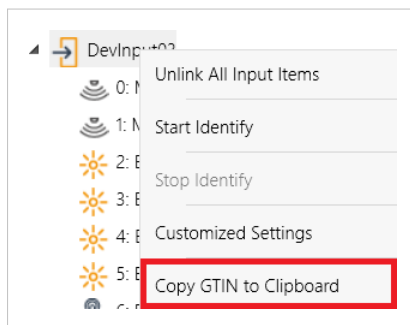 DevInput02
Unlink All Input Items
0:
1:
Start Identify
2:
Stop Identify
3:
4:
Customized Settings
5:
Copy GTIN to Clipboard